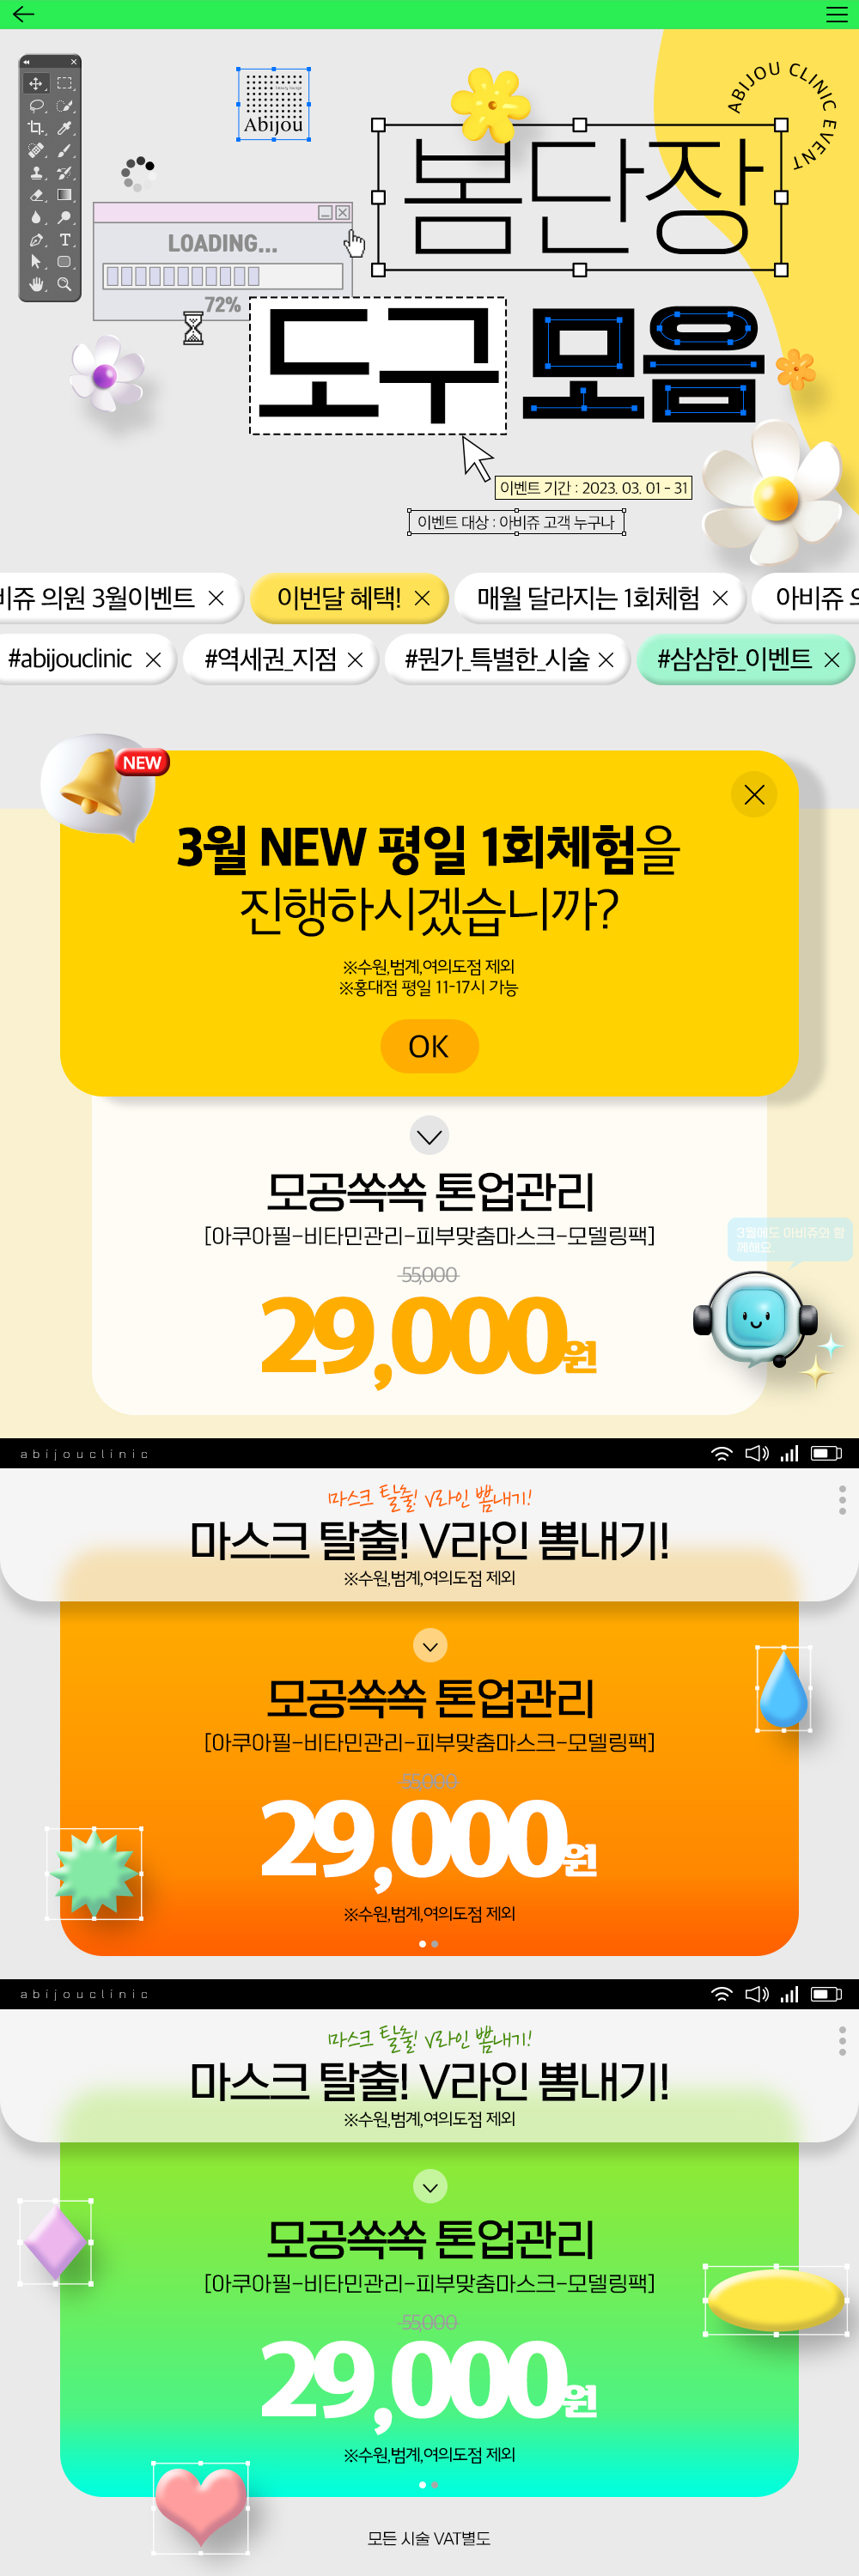 Abijou
ABIJOU CLINIC EVENT
봄단장
LOADING...
72%
도구모음
이벤트 기간 : 2023. 03. 01 - 31
이벤트 대상 : 아비쥬 고객 누구나
비쥬 의원 3월이벤트
이번달 혜택!
매월 달라지는 1회체험
아비쥬 의
#abijouclinic
#역세권_지점
#뭔가_특별한_시술
#삼삼한_이벤트
NEW
3월 NEW 평일 1회체험을
진행하시겠습니까?
※수원,범계,여의도점 제외
※홍대점 평일 11-17시 가능
OK
모공쏙쏙 톤업관리
[아쿠아필-비타민관리-피부맞춤마스크-모델링팩]
3월에도 아비쥬와 함
께해요.
55,000
29,000원
abijouclinic
마스크 탈출! V라인 뽐내기!
마스크 탈출! V라인 뽐내기!
※수원,범계,여의도점 제외
모공쏙쏙 톤업관리
[아쿠아필-비타민관리-피부맞춤마스크-모델링팩]
55,000
29,000원
※수원,범계,여의도점 제외
abijouclinic
마스크 탈출! V라인 뽐내기!
마스크 탈출! V라인 뽐내기!
※수원,범계,여의도점 제외
모공쏙쏙 톤업관리
[아쿠아필-비타민관리-피부맞춤마스크-모델링팩]
55,000
29,000원
※수원,범계,여의도점 제외
모든 시술 VAT별도